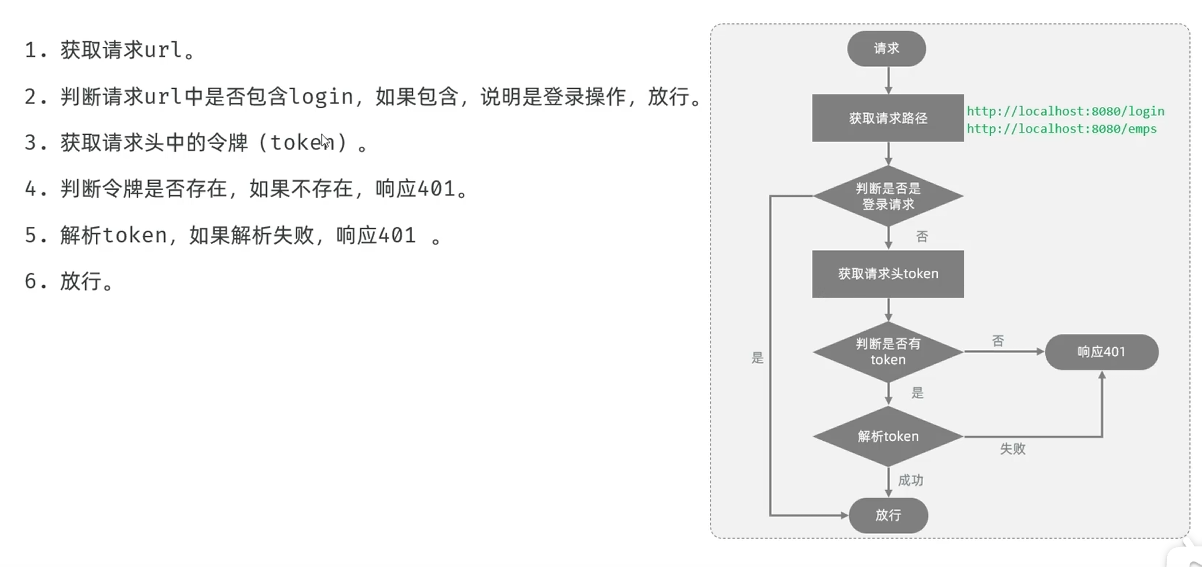 1. 获取请求url。
2. 判断请求url中是否包含login，如果包含，说明是登录操作，放行。
3. 获取请求头中的令牌（token）。
4. 判断令牌是否存在，如果不存在，响应401。
5. 解析token，如果解析失败，响应401 。
6. 放行。
请求
获取请求路径
http://localhost:8080/login
http://localhost:8080/emps
判断是否是
登录请求
否
获取请求头token
判断是否有
token
否
响应401
是
是
解析token
失败
成功
放行